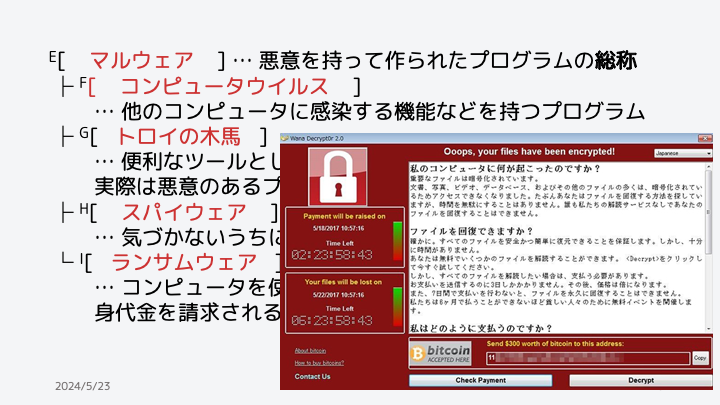 E[ マルウェア ] … 悪意を持って作られたプログラムの総称
├ F[ コンピュータウイルス ]
… 他のコンピュータに感染する機能などを持つプログラム
├ G[ トロイの木馬 ]
… 便利なツールとし
実際は悪意のあるプ
├ H[ スパイウェア ]
… 気づかないうちに
└ I[ ランサムウェア ]
… コンピュータを使
身代金を請求される
2024/5/23
Wana Decrypt0r 2.0
Ooops, your files have been encrypted!
Japanese
Payment will be raised on
5/18/2017 10:57:16
Time Left
02:23:58:43
Your files will be lost on
5/22/2017 10:57:16
Time Left
06:23:58:43
About bitcoin
How to buy bitcoins?
Contact Us
私のコンピュータに何が起こったのですか？
重要なファイルは暗号化されています。
文書、写真、ビデオ、データベース、およびその他のファイルの多くは、暗号化されてい
るためアクセスできなくなりました。たぶんあなたはファイルを回復する方法を探してい
ますが、時間を無駄にすることはありません。誰も私たちの解読サービスなしであなたの
ファイルを回復することはできません。
ファイルを回復できますか？
確かに。すべてのファイルを安全かつ簡単に復元できることを保証します。しかし、十分
に時間がありません。
あなたは無料でいくつかのファイルを解読することができます。 <Decrypt>をクリックし
て今すぐ試してください。
しかし、すべてのファイルを解読したい場合は、支払う必要があります。
お支払いを送信するのに3日しかかかりません。その後、価格は倍になります。
また、7日間で支払いを行わないと、ファイルを永久に回復することはできません。
私たちは6ヶ月で払うことができないほど貧しい人々のために無料イベントを開催しま
す。
私はどのように支払うのですか？
bitcoin
ACCEPTED HERE
Send $300 worth of bitcoin to this address:
11
Copy
Check Payment
Decrypt